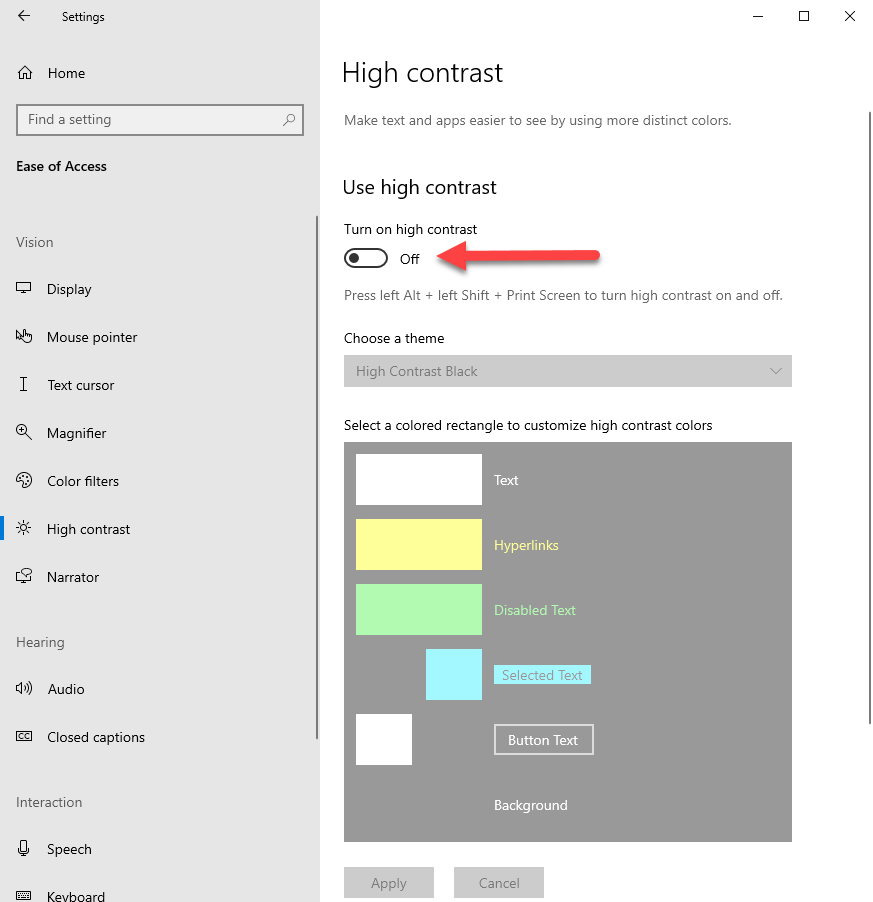 Settings
Home
Find a setting
Ease of Access
Vision
Display
Mouse pointer
Text cursor
Magnifier
Color filters
High contrast
Narrator
Hearing
Audio
CC Closed captions
Interaction
Speech
Keyboard
High contrast
Make text and apps easier to see by using more distinct colors.
Use high contrast
Turn on high contrast
Off
Press left Alt + left Shift + Print Screen to turn high contrast on and off.
Choose a theme
High Contrast Black
Select a colored rectangle to customize high contrast colors
Text
Hyperlinks
Disabled Text
Selected Text
Button Text
Background
Apply Cancel